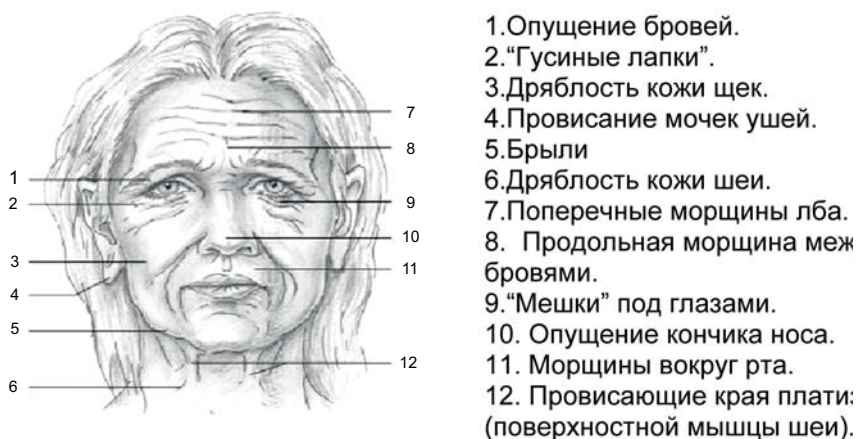 1.Опущение бровей.
2.“Гусиные лапки”.
3.Дряблость кожи щек.
4.Провисание мочек ушей.
5.Брыли
6.Дряблость кожи шеи.
7.Поперечные морщины лба.
8. Продольная морщина меж
бровями.
9.“Мешки” под глазами.
10. Опущение кончика носа.
11. Морщины вокруг рта.
12. Провисающие края платиз
(поверхностной мышцы шеи).
7
8
1
2
9
10
3
11
4
5
12
6